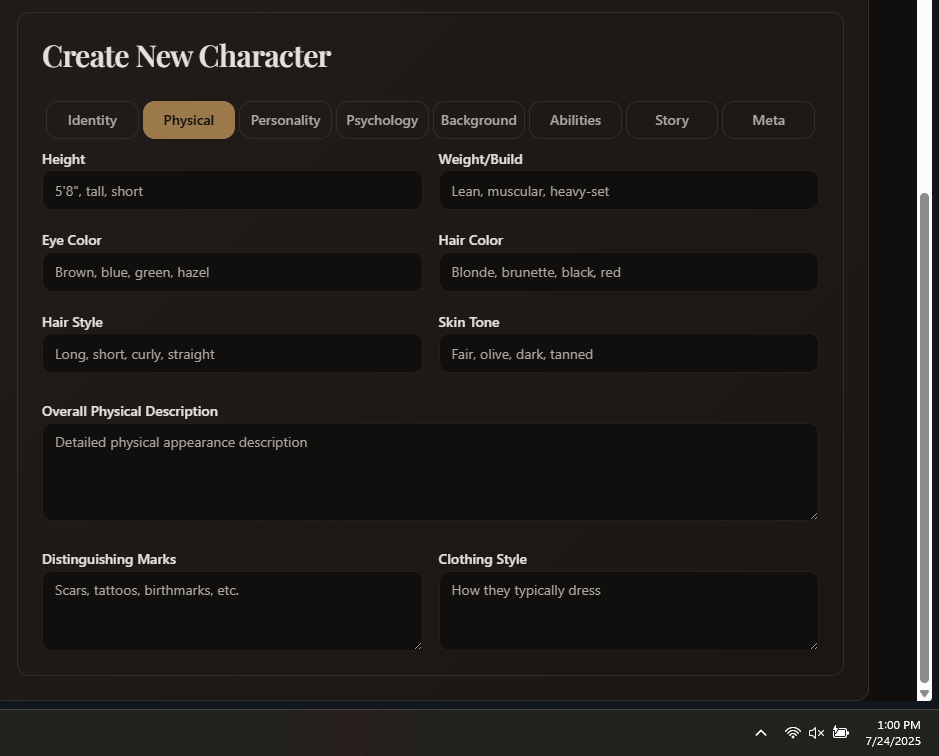 Create New Character
Identity Physical Personality Psychology Background Abilities Story Meta
Height Weight/Build
5'8", tall, short Lean, muscular, heavy-set
Eye Color Hair Color
Brown, blue, green, hazel Blonde, brunette, black, red
Hair Style Skin Tone
Long, short, curly, straight Fair, olive, dark, tanned
Overall Physical Description
Detailed physical appearance description
Distinguishing Marks Clothing Style
Scars, tattoos, birthmarks, etc. How they typically dress
1:00 PM
7/24/2025